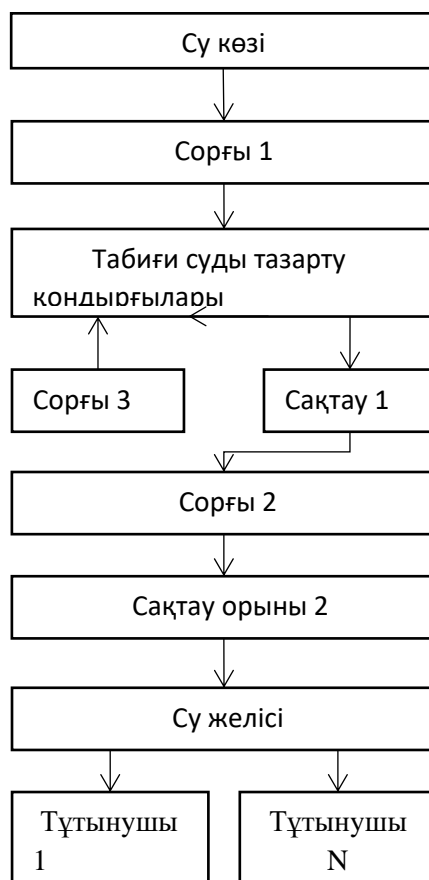 Су көзі
Сорғы 1
Табиғи суды тазарту
қондырғылары
Сорғы 3
Сақтау 1
Сорғы 2
Сақтау орыны 2
Су желісі
Тұтынушы
1
Тұтынушы
N